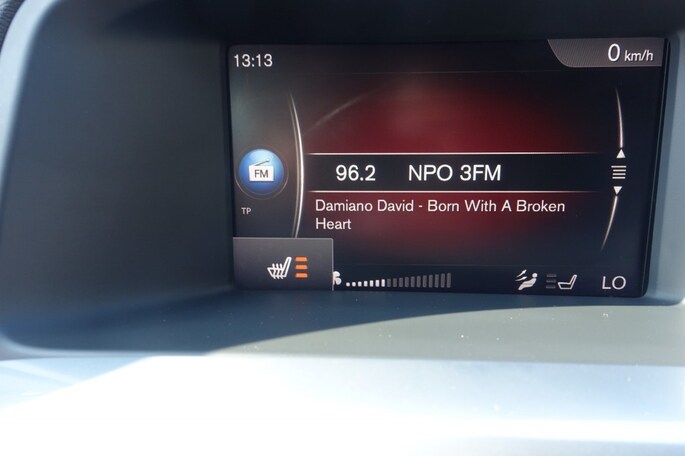 13:13
0 km/h
FM
96.2 NPO 3FM
TP
Damiano David - Born With A Broken
Heart
LO